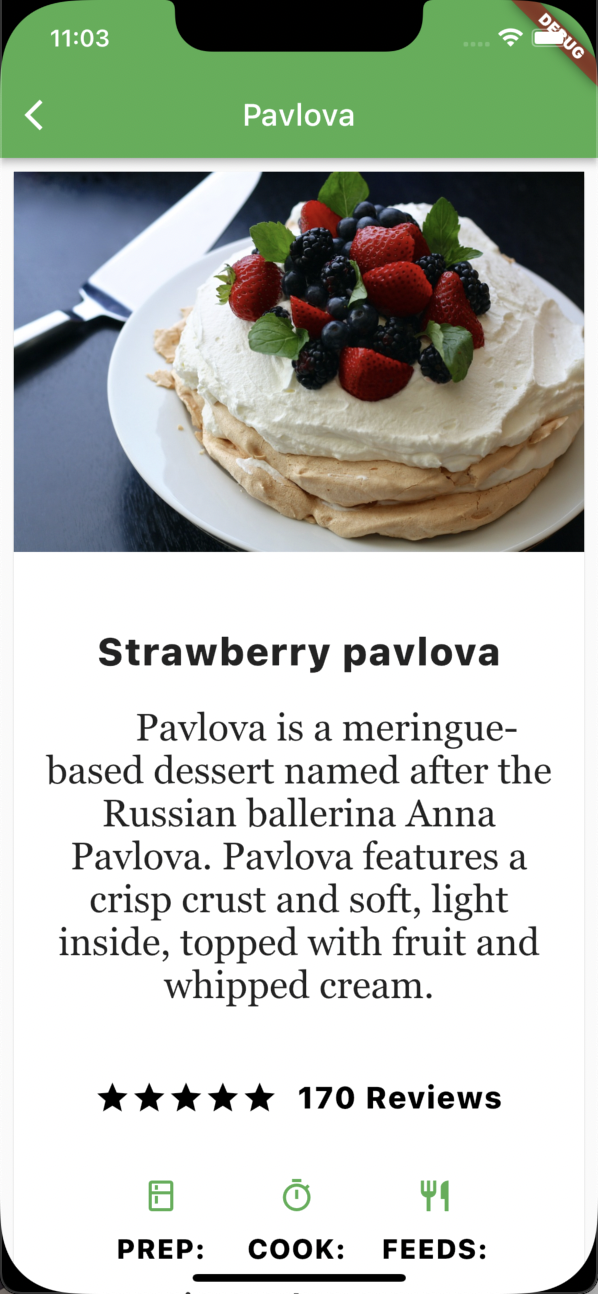 11:03
DEBUG
Pavlova
Strawberry pavlova
Pavlova is a meringue-
based dessert named after the
Russian ballerina Anna
Pavlova. Pavlova features a
crisp crust and soft, light
inside, topped with fruit and
whipped cream.
170 Reviews
PREP: COOK: FEEDS: